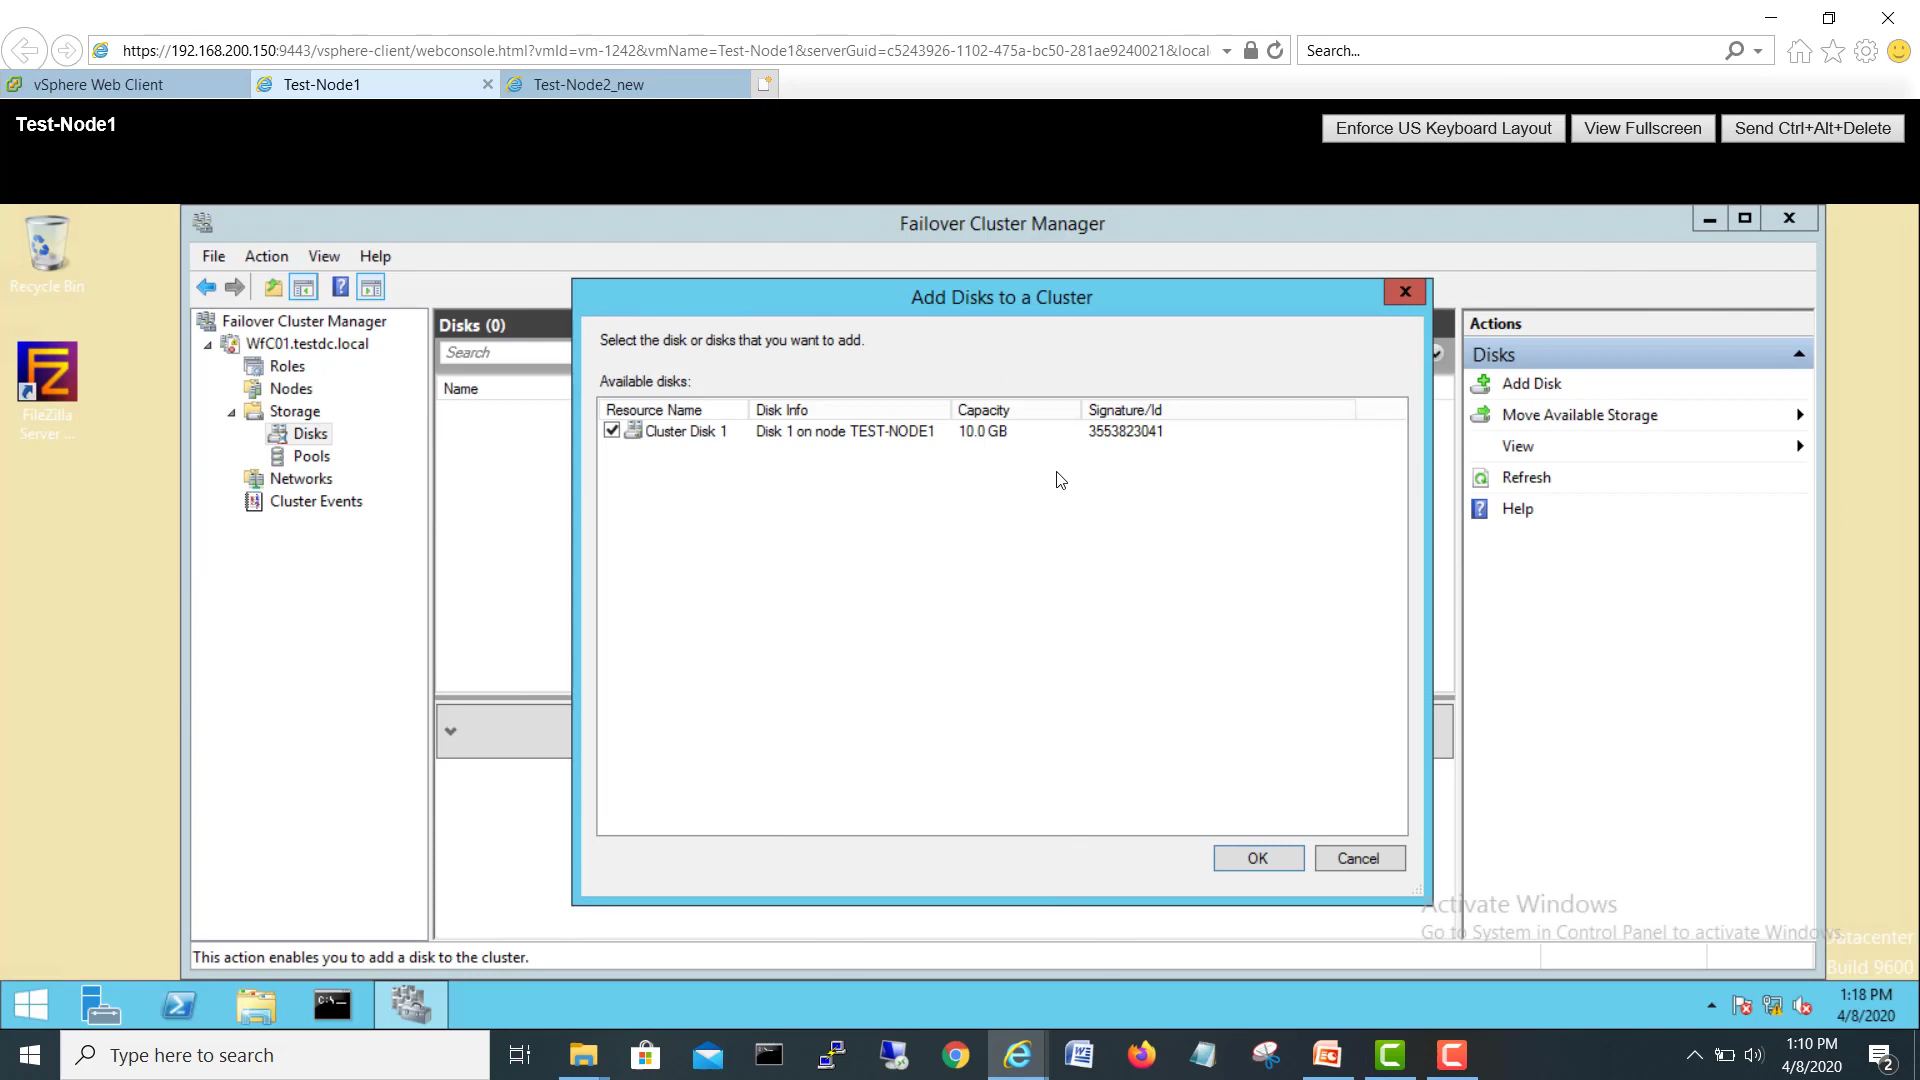 https://192.168.200.150:9443/vsphere-client/webconsole.html?vmId=vm-1242&vmName=Test-Node1&serverGuid=c5243926-1102-475a-bc50-281ae9240021&local
Search...
vSphere Web Client
Test-Node1
Test-Node2_new
Test-Node1
Enforce US Keyboard Layout
View Fullscreen
Send Ctrl+Alt+Delete
Recycle Bin
FileZilla
Server ...
Failover Cluster Manager
File Action View Help
Failover Cluster Manager
WfC01.testdc.local
Roles
Nodes
Storage
Disks
Pools
Networks
Cluster Events
Disks (0)
Search
Name
Add Disks to a Cluster
Select the disk or disks that you want to add.
Available disks:
Resource Name Disk Info Capacity Signature/Id
Cluster Disk 1 Disk 1 on node TEST-NODE1 10.0 GB 3553823041
OK
Cancel
Actions
Disks
Add Disk
Move Available Storage
View
Refresh
Help
Activate Windows
Go to System in Control Panel to activate Windows.
Datacenter
Build 9600
This action enables you to add a disk to the cluster.
1:18 PM
4/8/2020
Type here to search
1:10 PM
4/8/2020
2